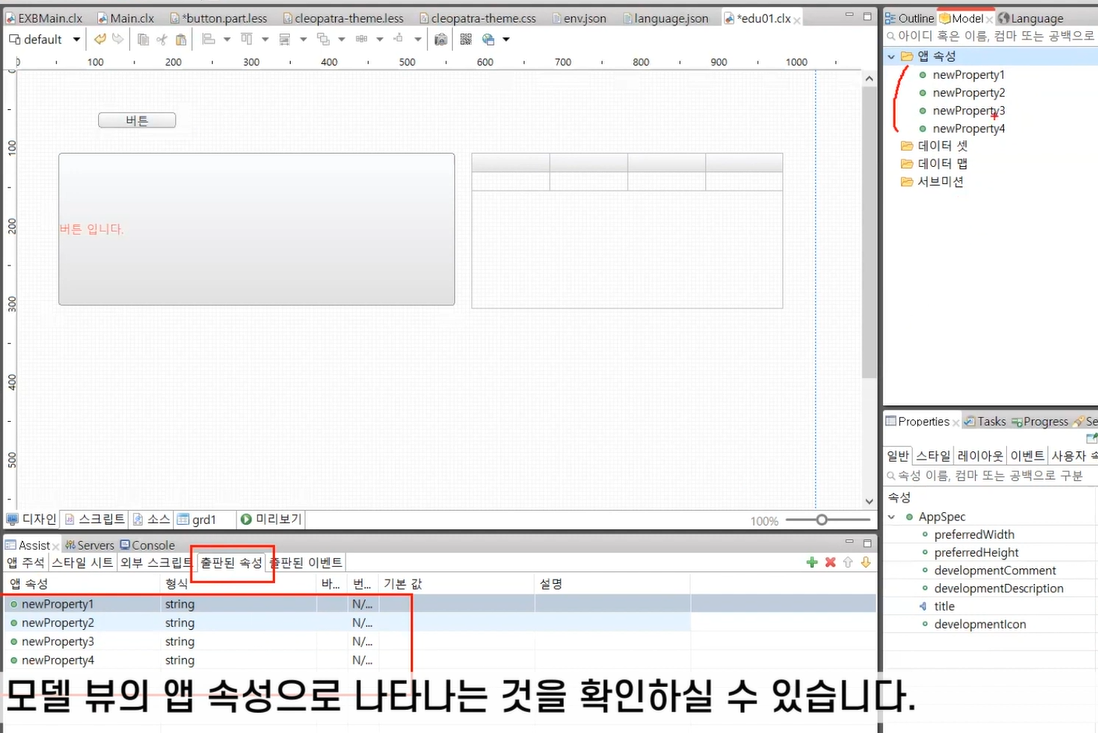 EXBMain.clx Main.clx *button.part.less cleopatra-theme.less cleopatra-theme.css env.json language.json *edu01.clx
Outline Model Language
default
아이디 혹은 이름, 컴마 또는 공백으로
0 100 200 300 400 500 600 700 800 900 1000
앱 속성
newProperty1
newProperty2
newProperty3
newProperty4
데이터 셋
데이터 맵
서브미션
0
100
200
300
400
500
버튼
버튼 입니다.
디자인 스크립트 소스 grd1 미리보기 100%
Properties Tasks Progress Se
일반 스타일 레이아웃 이벤트 사용자 속
속성 이름, 컴마 또는 공백으로 구분
속성
AppSpec
preferredWidth
preferredHeight
developmentComment
developmentDescription
title
developmentIcon
Assist Servers Console
앱 주석 스타일 시트 외부 스크립트 출판된 속성 출판된 이벤트
앱 속성 형식 바... 번... 기본 값 설명
newProperty1 string N/...
newProperty2 string N/...
newProperty3 string N/...
newProperty4 string N/...
모델 뷰의 앱 속성으로 나타나는 것을 확인하실 수 있습니다.